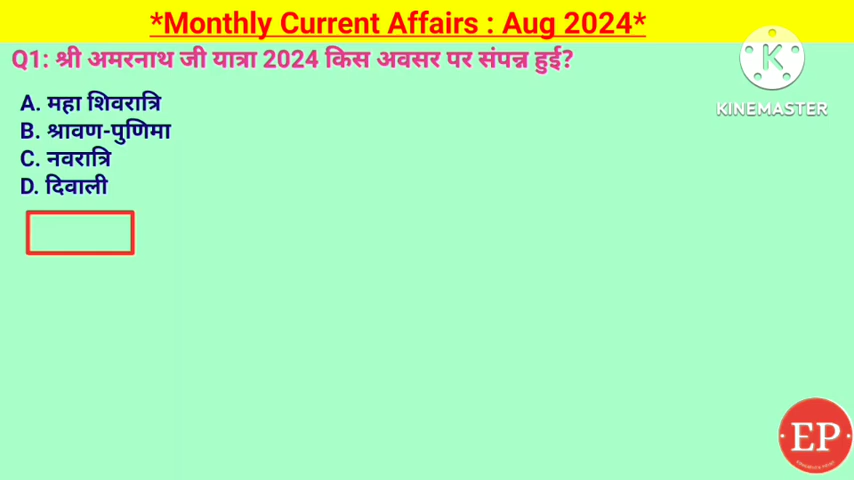 *Monthly Current Affairs : Aug 2024*
Q1: श्री अमरनाथ जी यात्रा 2024 किस अवसर पर संपन्न हुई?
A. महा शिवरात्रि
B. श्रावण-पुणिमा
C. नवरात्रि
D. दिवाली
KINEMASTER
EP